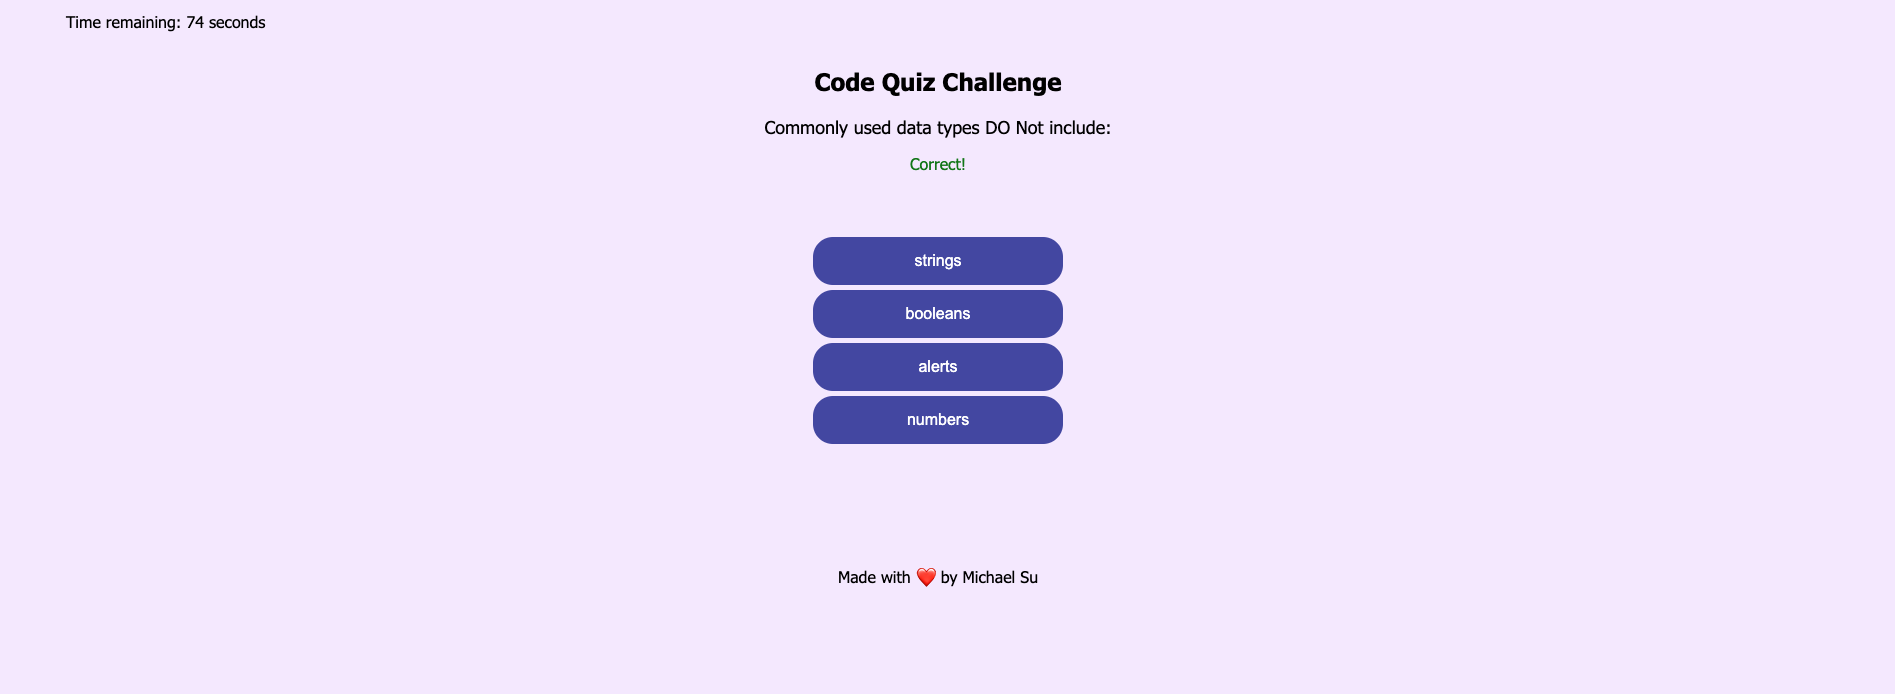 Time remaining: 74 seconds
Code Quiz Challenge
Commonly used data types DO Not include:
Correct!
strings
booleans
alerts
numbers
Made with ❤️ by Michael Su